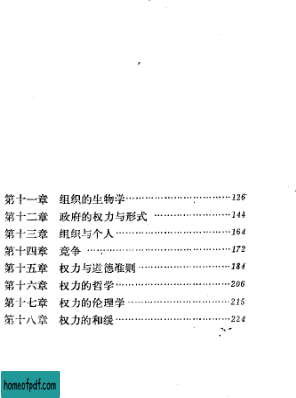 第十一章 组织的生物学……………………………126
第十二章 政府的权力与形式 ……………………144
第十三章 组织与个人………………………………164
第十四章 竞争 ……………………………………172
第十五章 权力与道德准则…………………………184
第十六章 权力的哲学………………………………206
第十七章 权力的伦理学……………………………215
第十八章 权力的和缓………………………………224
homeofpdf.com